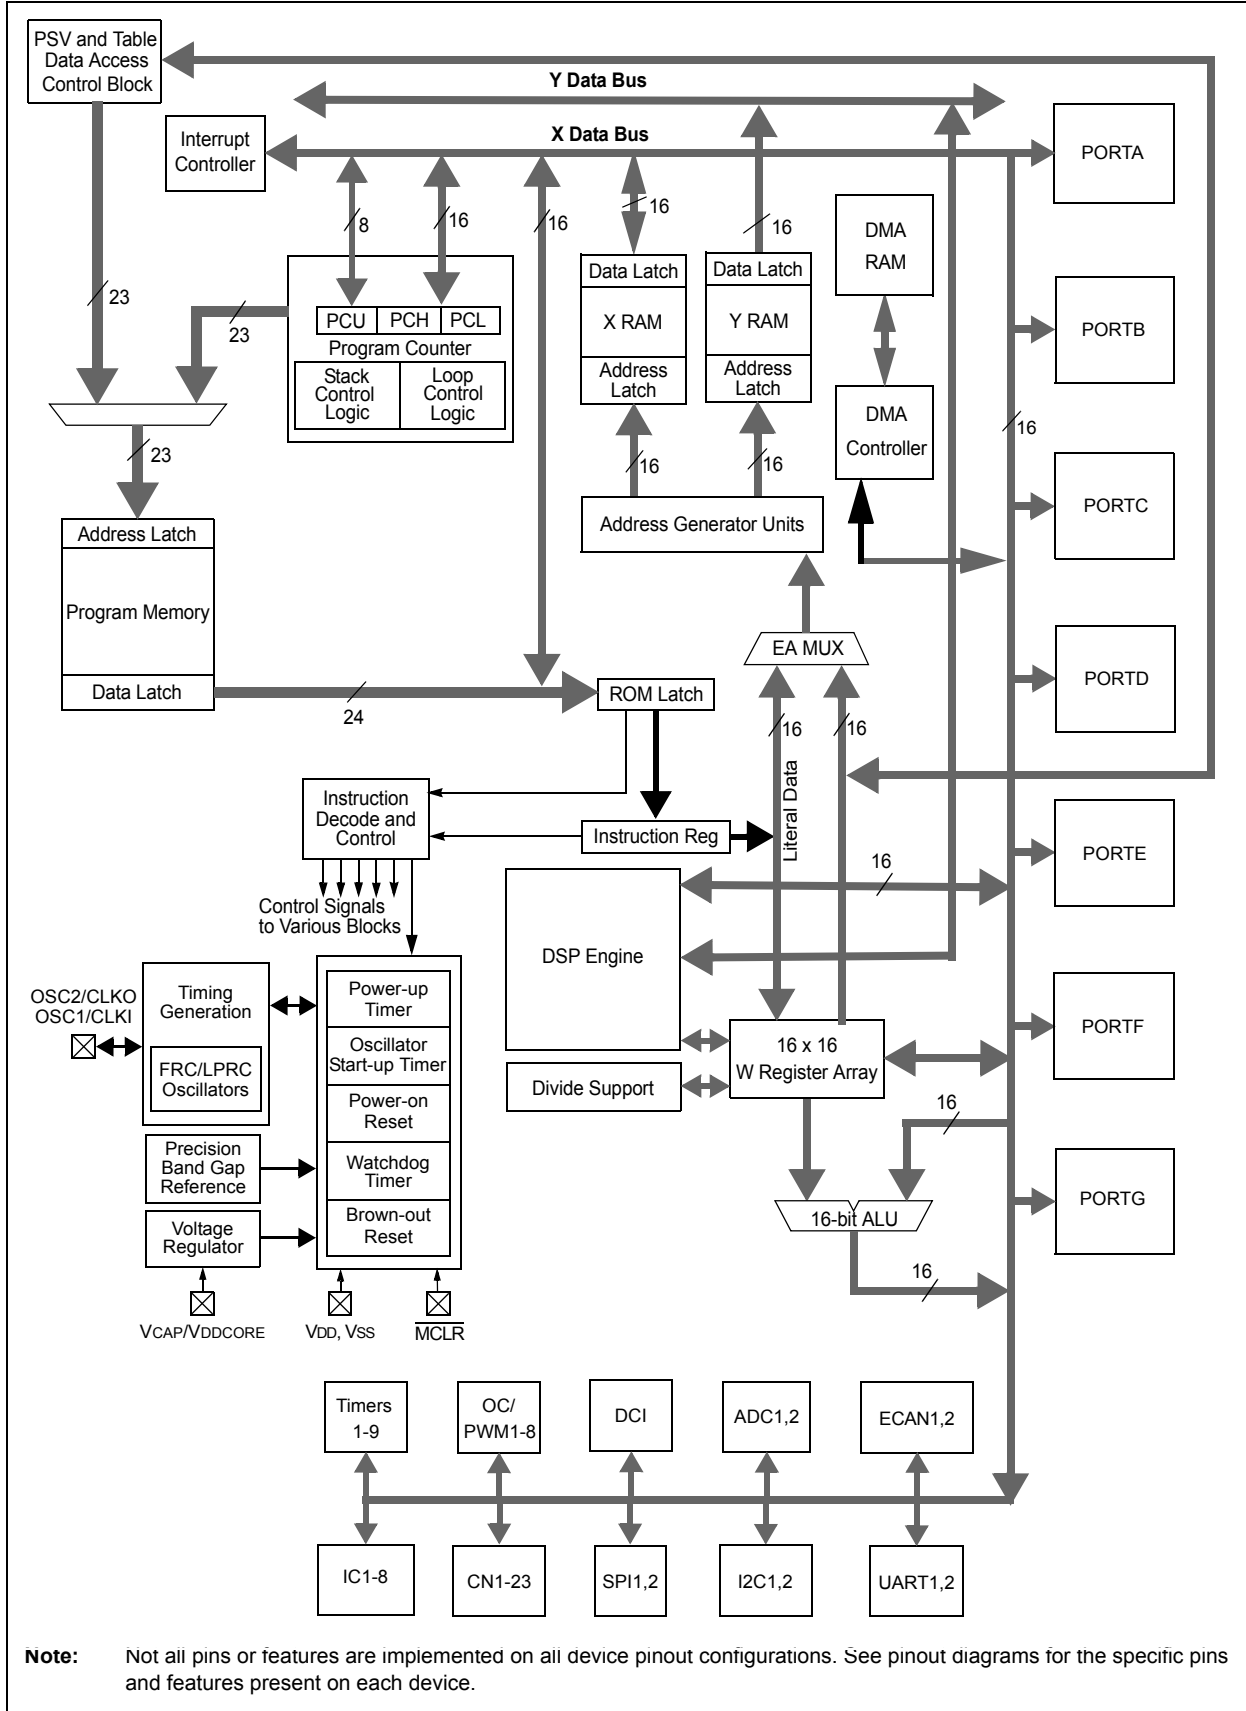 PSV and Table
Data Access
Control Block
Y Data Bus
Interrupt
Controller
X Data Bus
PORTA
8
16
16
16
16
DMA
RAM
23
23
Data Latch
X RAM
Address
Latch
Data Latch
Y RAM
Address
Latch
PORTB
PCU
PCH
PCL
Program Counter
Stack
Control
Logic
Loop
Control
Logic
DMA
Controller
16
23
16
16
PORTC
Address Latch
Program Memory
Data Latch
Address Generator Units
EA MUX
PORTD
24
ROM Latch
16
16
Literal Data
Instruction
Decode and
Control
Instruction Reg
PORTE
16
Control Signals
to Various Blocks
DSP Engine
OSC2/CLKO
OSC1/CLKI
Timing
Generation
FRC/LPRC
Oscillators
Power-up
Timer
Oscillator
Start-up Timer
Power-on
Reset
Watchdog
Timer
Brown-out
Reset
16 x 16
W Register Array
PORTF
Divide Support
16
Precision
Band Gap
Reference
Voltage
Regulator
16-bit ALU
PORTG
16
VCAP/VDDCORE
VDD, VSS
MCLR
Timers
1-9
OC/
PWM1-8
DCI
ADC1,2
ECAN1,2
IC1-8
CN1-23
SPI1,2
I2C1,2
UART1,2
Note: Not all pins or features are implemented on all device pinout configurations. See pinout diagrams for the specific pins
and features present on each device.